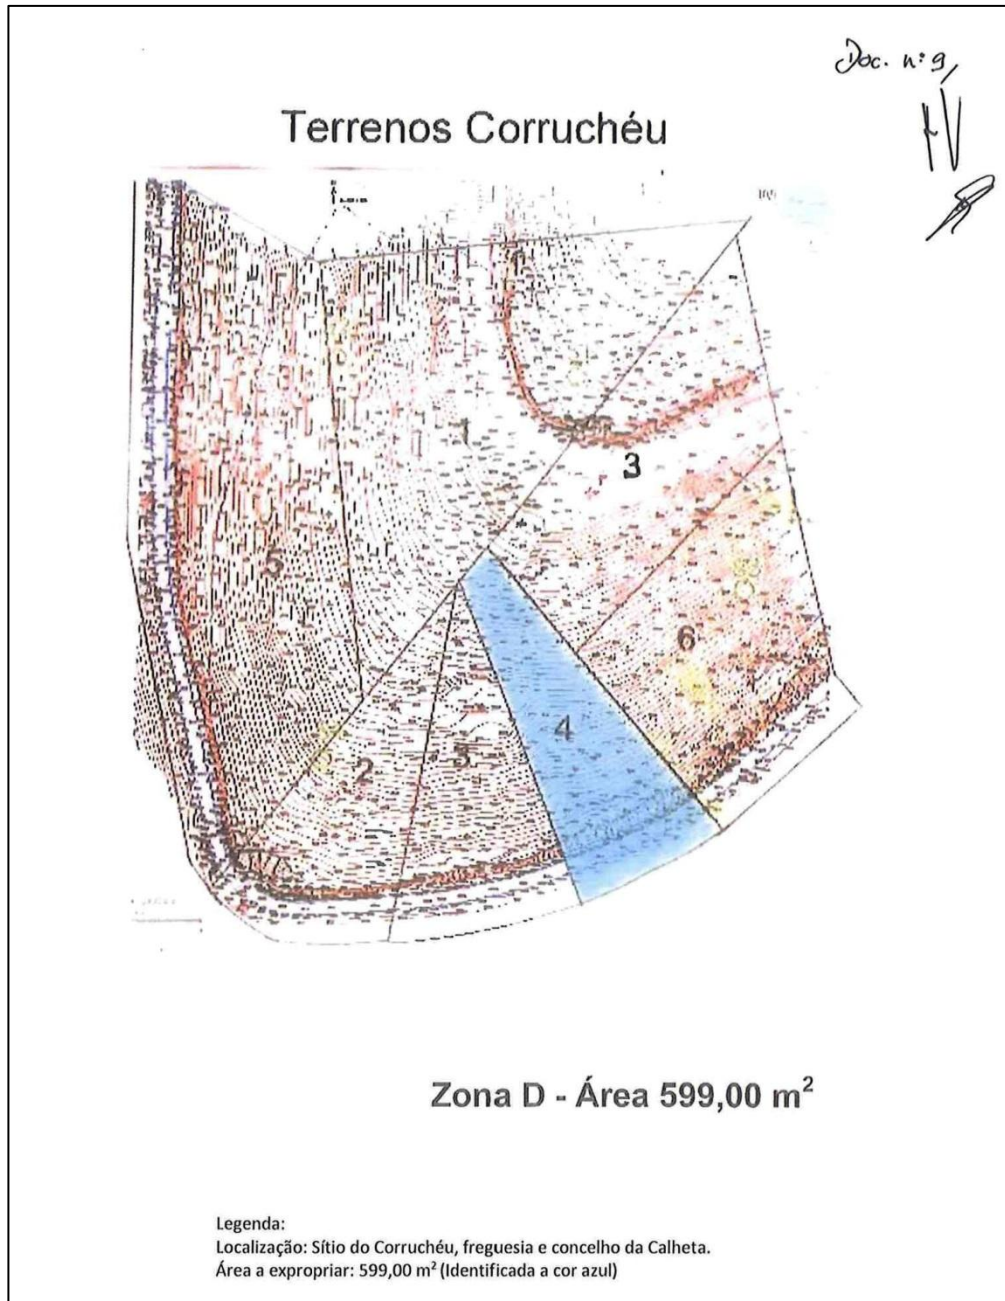 Doc. nº 9,
Terrenos Corruchéu
1
3
5
6
4
2
3
Zona D - Área 599,00 m²
Legenda:
Localização: Sítio do Corruchéu, freguesia e concelho da Calheta.
Área a expropriar: 599,00 m² (Identificada a cor azul)